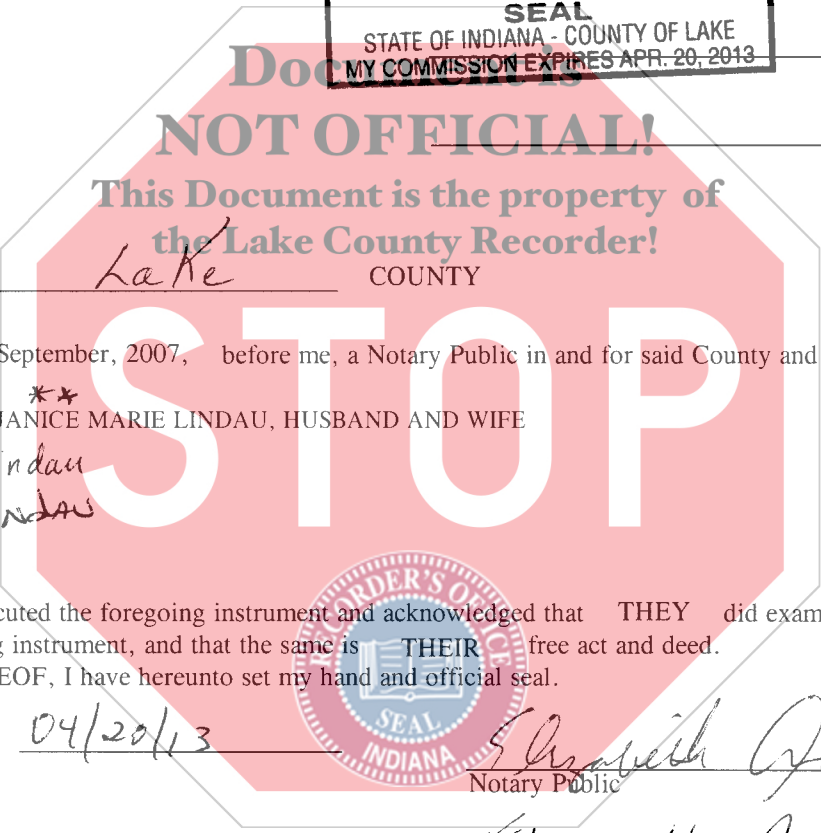 SEAL
STATE OF INDIANA - COUNTY OF LAKE
MY COMMISSION EXPIRES APR. 20, 2013
Document is
NOT OFFICIAL!
This Document is the property of
the Lake County Recorder!
Lake COUNTY
September, 2007, before me, a Notary Public in and for said County and
**
JANICE MARIE LINDAU, HUSBAND AND WIFE
ndau
NDAU
STOP
cuted the foregoing instrument and acknowledged that THEY did exam
g instrument, and that the same is THEIR free act and deed.
EOF, I have hereunto set my hand and official seal.
RECORDER'S OFFICE
SEAL
INDIANA
04/20/13
Elizabeth
Notary Public